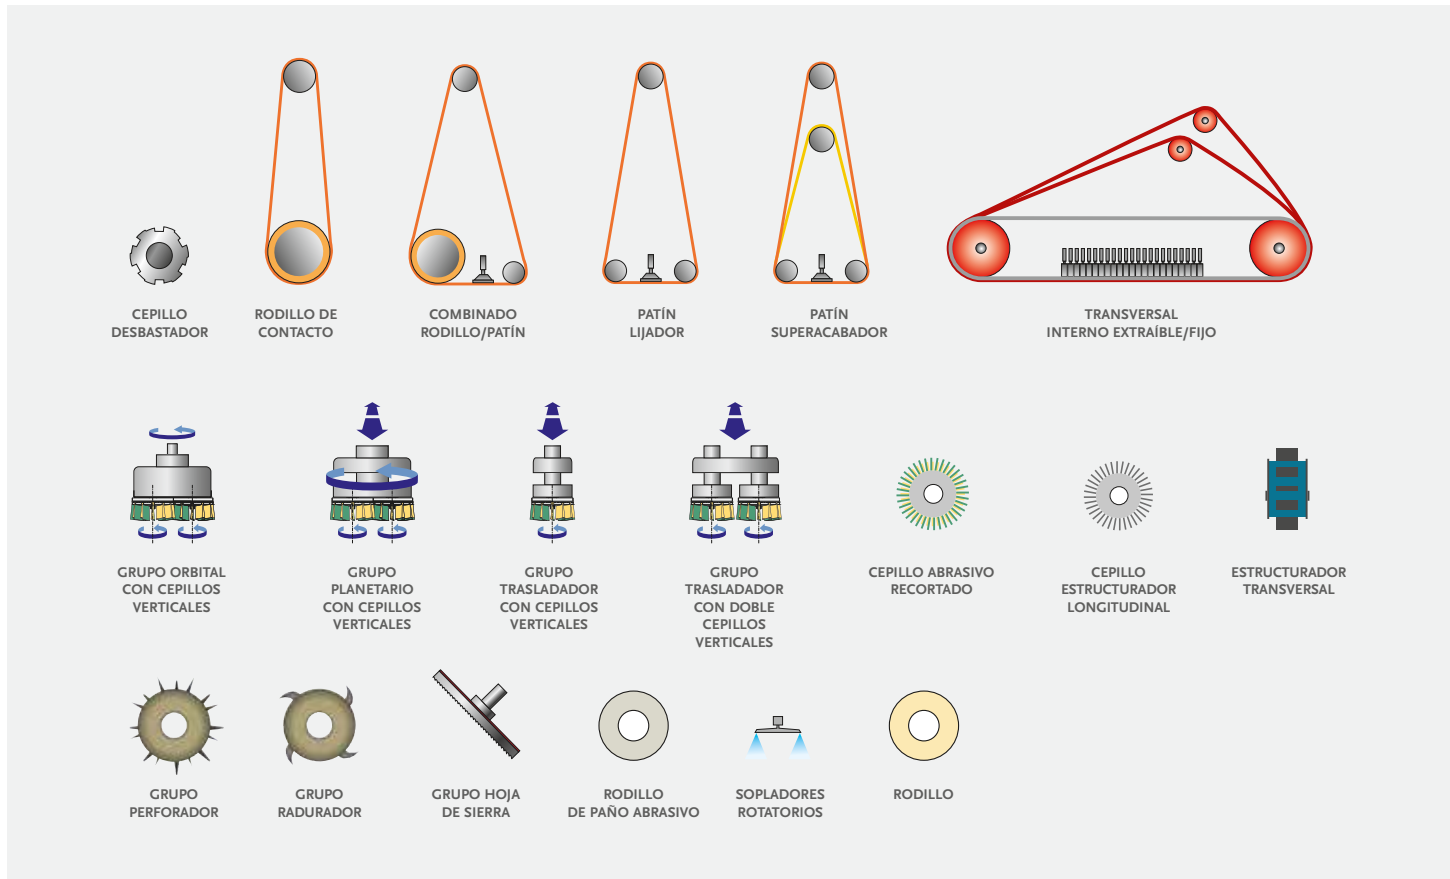 CEPILLO
DESBASTADOR
RODILLO DE
CONTACTO
COMBINADO
RODILLO/PATÍN
PATÍN
LIJADOR
PATÍN
SUPERACABADOR
TRANSVERSAL
INTERNO EXTRAÍBLE/FIJO
GRUPO ORBITAL
CON CEPILLOS
VERTICALES
GRUPO
PLANETARIO
CON CEPILLOS
VERTICALES
GRUPO
TRASLADADOR
CON CEPILLOS
VERTICALES
GRUPO
TRASLADADOR
CON DOBLE
CEPILLOS
VERTICALES
CEPILLO ABRASIVO
RECORTADO
CEPILLO
ESTRUCTURADOR
LONGITUDINAL
ESTRUCTURADOR
TRANSVERSAL
GRUPO
PERFORADOR
GRUPO
RADURADOR
GRUPO HOJA
DE SIERRA
RODILLO
DE PAÑO ABRASIVO
SOPLADORES
ROTATORIOS
RODILLO